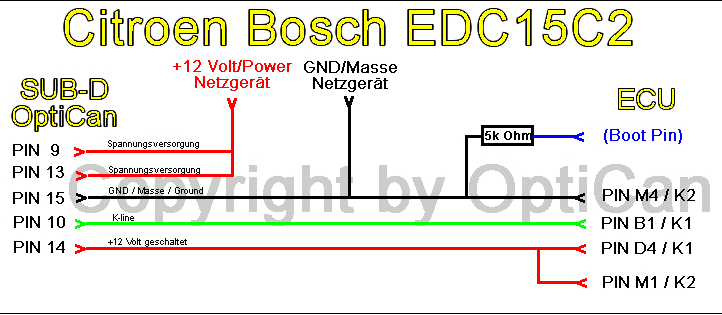 Citroen Bosch EDC15C2
+12 Volt/Power
Netzgerät
GND/Masse
Netzgerät
SUB-D
OptiCan
ECU
5k Ohm
(Boot Pin)
PIN 9
Spannungsversorgung
PIN 13
Spannungsversorgung
PIN 15
GND / Masse / Ground
PIN M4 / K2
Copyright by OptiCan
PIN 10
K-line
PIN B1 / K1
PIN 14
+12 Volt geschaltet
PIN D4 / K1
PIN M1 / K2